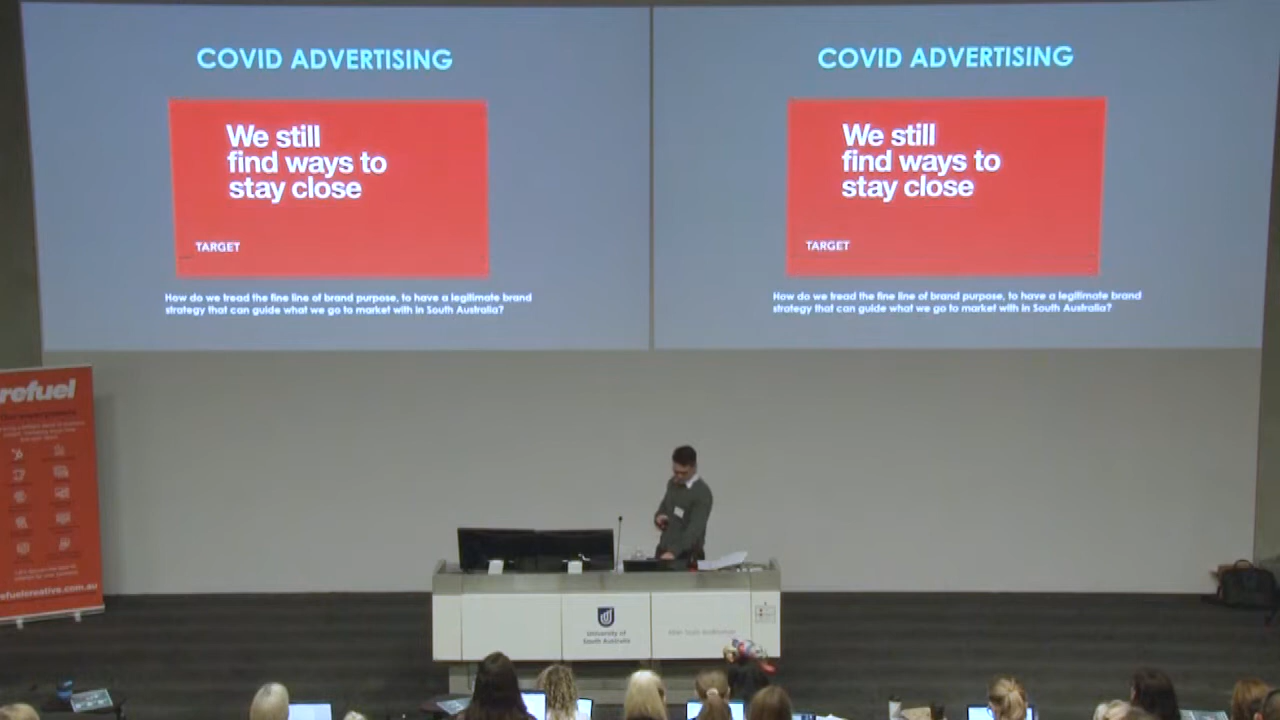 COVID ADVERTISING
We still
find ways to
stay close
TARGET
How do we tread the fine line of brand purpose, to have a legitimate brand
strategy that can guide what we go to market with in South Australia?
COVID ADVERTISING
We still
find ways to
stay close
TARGET
How do we tread the fine line of brand purpose, to have a legitimate brand
strategy that can guide what we go to market with in South Australia?
refuel
efuelcreative.com.au
University of
South Australia